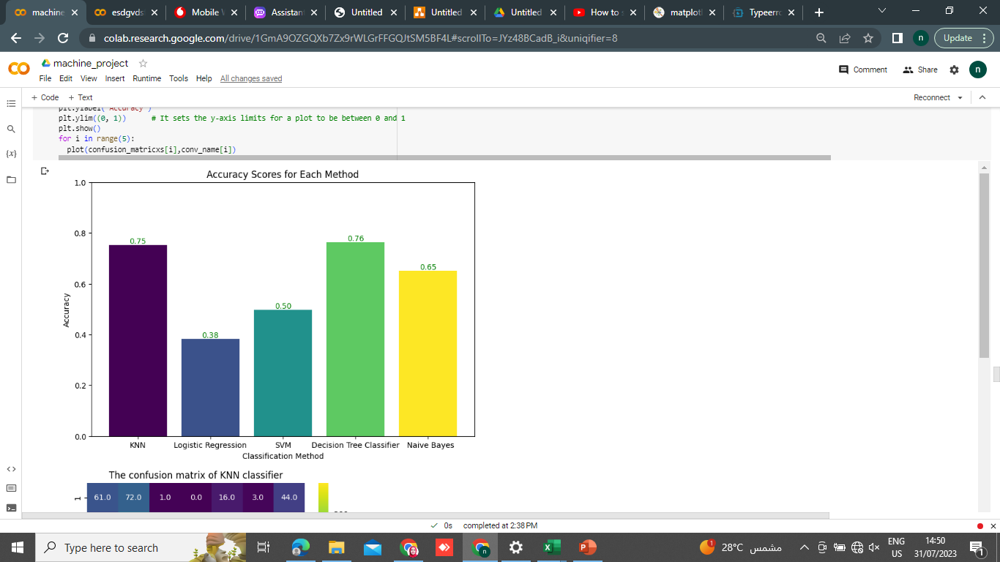 machine
esdgvds
Mobile
Assistan
Untitled
Untitled
Untitled
How to
matplotl
Typeerro
colab.research.google.com/drive/1GmA9OZGQXb7Zx9rWLGrFFGQJtSM5BF4L#scrollTo=JYz48BCadB_i&uniqifier=8
n
Update
machine_project
File Edit View Insert Runtime Tools Help All changes saved
Comment
Share
n
+ Code + Text
Reconnect
plt.ylabel('Accuracy')
plt.ylim((0, 1)) # It sets the y-axis limits for a plot to be between 0 and 1
plt.show()
for i in range(5):
plot(confusion_matricxs[i],conv_name[i])
{x}
Accuracy Scores for Each Method
1.0
0.8
0.6
0.4
0.2
0.0
Accuracy
0.75
0.38
0.50
0.76
0.65
KNN Logistic Regression SVM Decision Tree Classifier Naive Bayes
Classification Method
The confusion matrix of KNN classifier
1
61.0 72.0 1.0 0.0 16.0 3.0 44.0
0s completed at 2:38 PM
Type here to search
1
28°C مشمس
ENG
US
14:50
31/07/2023
1